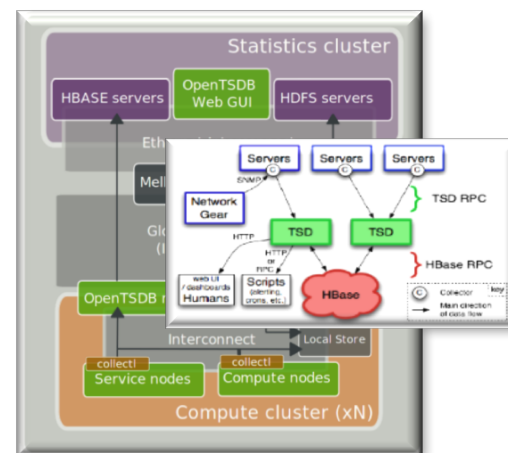 Statistics cluster
HBASE servers
OpenTSDB
Web GUI
HDFS servers
Servers
Servers
Servers
C
C
C
SNMP
TSD RPC
Network
Gear
TSD
TSD
HTTP
HTTP
or
RPC
HBase RPC
web UI
/ dashboards
Humans
Scripts
(alerting,
crons, etc.)
HBase
key
C
Collector
Main direction
of data flow
OpenTSDB
Interconnect
Local Store
collectl
collectl
Service nodes
Compute nodes
Compute cluster (xN)